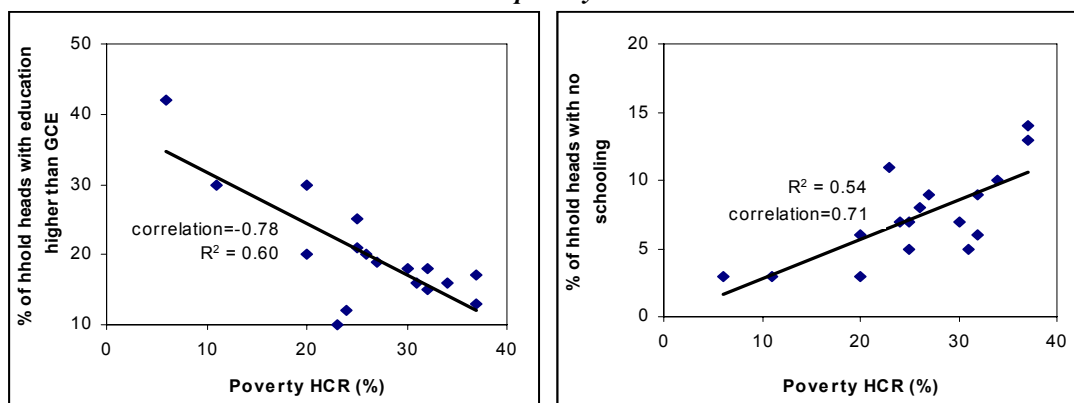 % of hhold heads with education
higher than GCE
50
40
30
20
10
correlation=-0.78
R² = 0.60
0 10 20 30 40
Poverty HCR (%)
% of hhold heads with no
schooling
20
15
10
5
0
R² = 0.54
correlation=0.71
0 10 20 30 40
Poverty HCR (%)